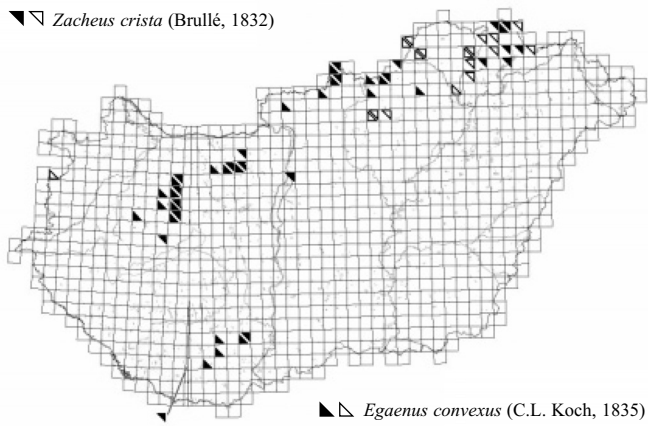 Zacheus crista (Brullé, 1832)
Egaenus convexus (C.L. Koch, 1835)